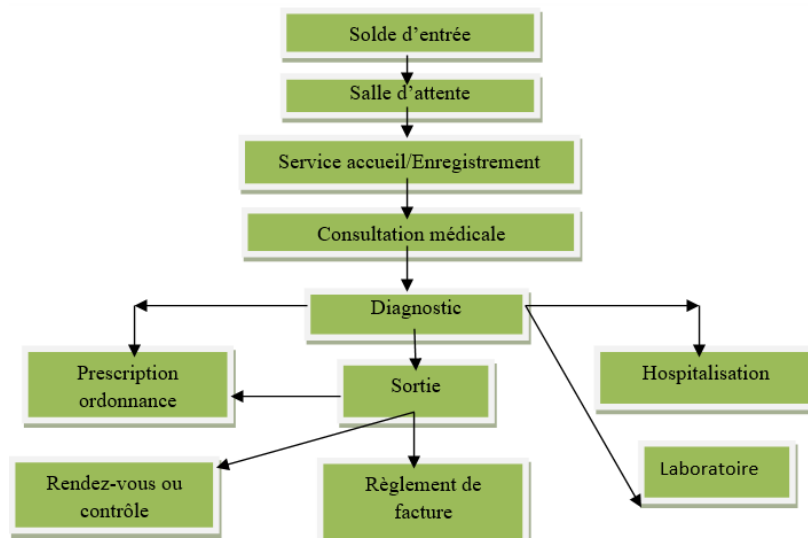 Solde d'entrée
Salle d'attente
Service accueil/Enregistrement
Consultation médicale
Diagnostic
Prescription
ordonnance
Sortie
Hospitalisation
Rendez-vous ou
contrôle
Règlement de
facture
Laboratoire